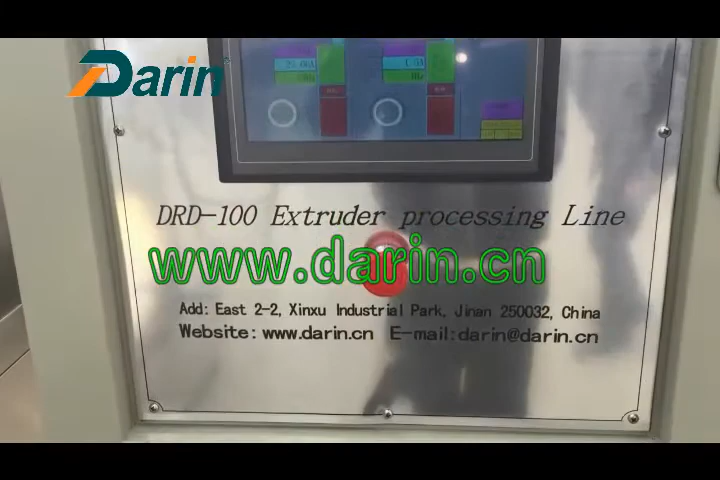 Darin
DRD-100 Extruder processing Line
www.darin.cn
Add: East 2-2, Xinxu Industrial Park, Jinan 250032, China
Website: www.darin.cn E-mail:darin@darin.cn